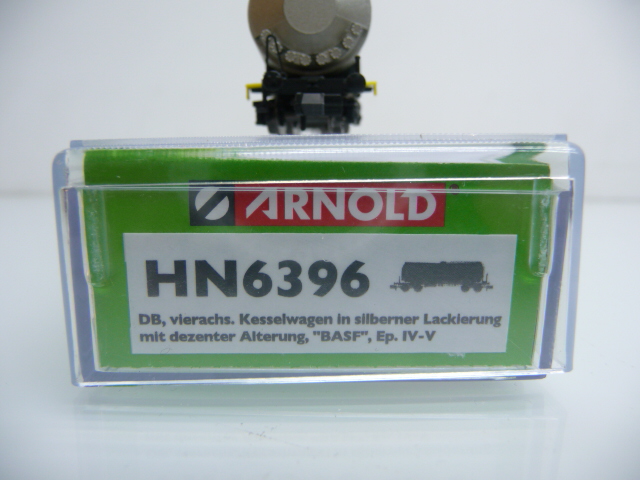 ARNOLD®
HN6396
DB, vierachs. Kesselwagen in silberner Lackierung
mit dezenter Alterung, "BASF", Ep. IV-V